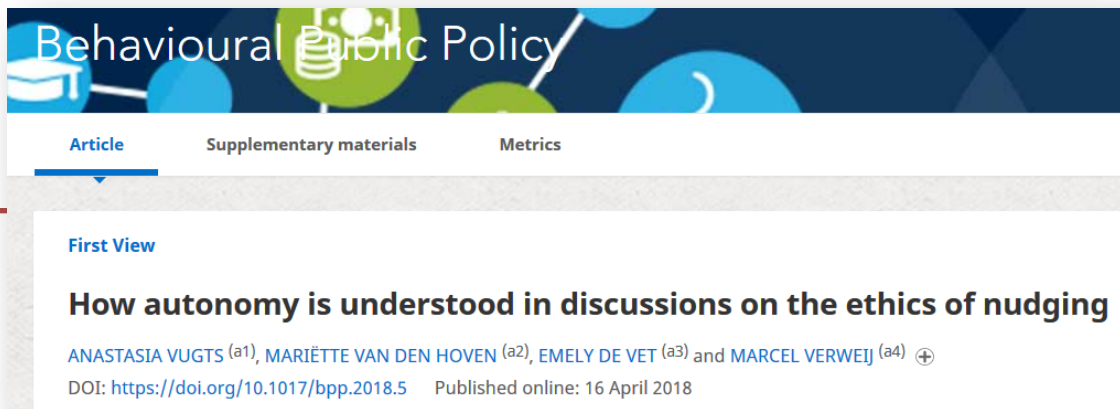 Behavioural Public Policy
Article Supplementary materials Metrics
First View
How autonomy is understood in discussions on the ethics of nudging
ANASTASIA VUGTS (a1), MARIËTTE VAN DEN HOVEN (a2), EMELY DE VET (a3) and MARCEL VERWEIJ (a4)
DOI: https://doi.org/10.1017/bpp.2018.5 Published online: 16 April 2018